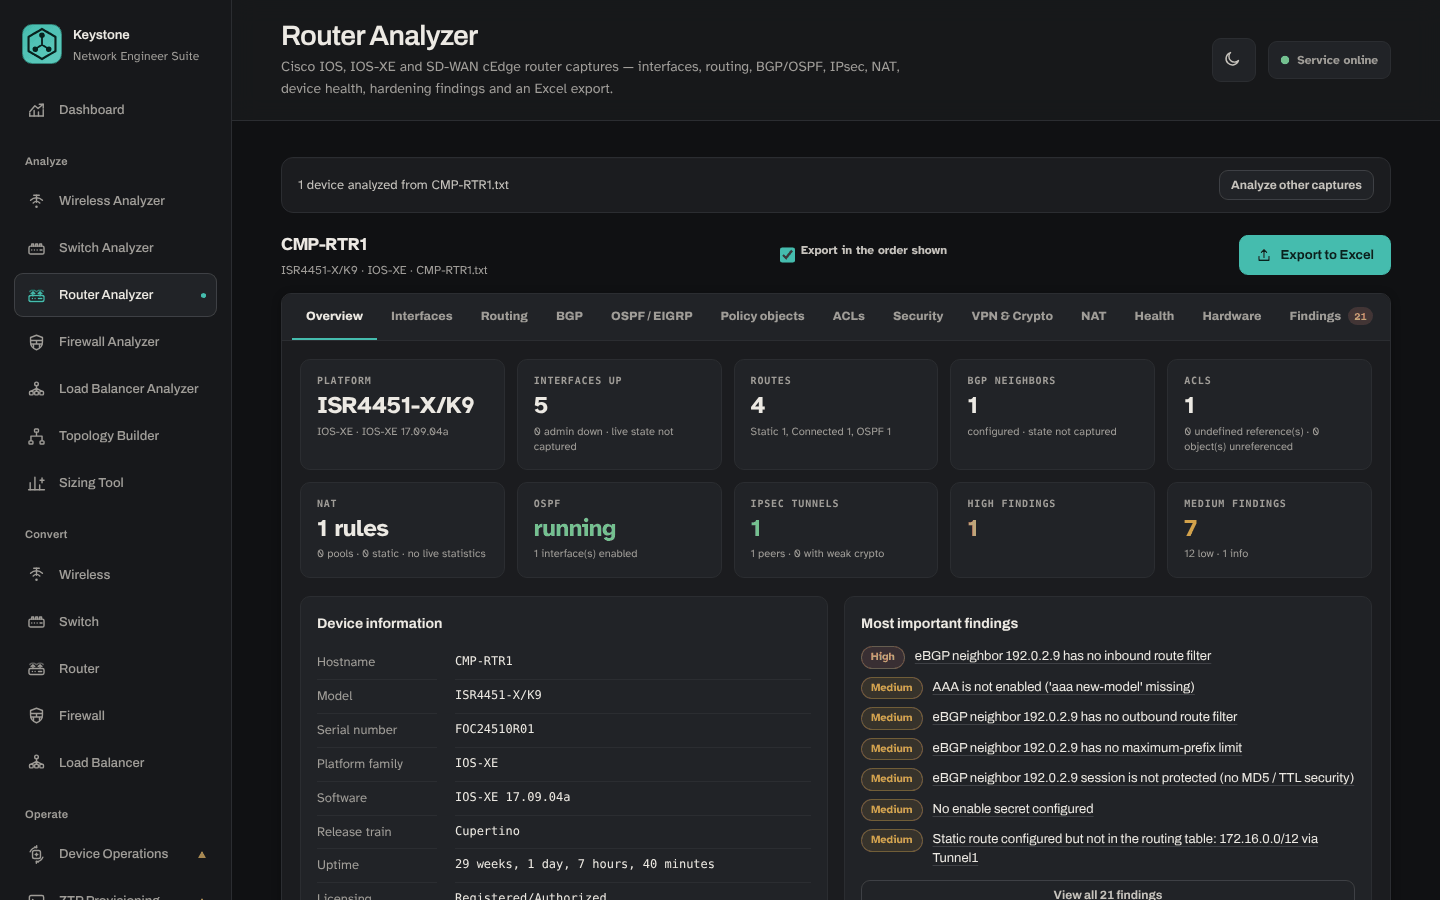 Keystone
Network Engineer Suite
Dashboard
Analyze
Wireless Analyzer
Switch Analyzer
Router Analyzer
Firewall Analyzer
Load Balancer Analyzer
Topology Builder
Sizing Tool
Convert
Wireless
Switch
Router
Firewall
Load Balancer
Operate
Device Operations
ZTP Provisioning
Router Analyzer
Cisco IOS, IOS-XE and SD-WAN cEdge router captures — interfaces, routing, BGP/OSPF, IPsec, NAT,
device health, hardening findings and an Excel export.
Service online
1 device analyzed from CMP-RTR1.txt
Analyze other captures
CMP-RTR1
ISR4451-X/K9 · IOS-XE · CMP-RTR1.txt
Export in the order shown
Export to Excel
Overview Interfaces Routing BGP OSPF / EIGRP Policy objects ACLs Security VPN & Crypto NAT Health Hardware Findings 21
PLATFORM
ISR4451-X/K9
IOS-XE · IOS-XE 17.09.04a
INTERFACES UP
5
0 admin down · live state not
captured
ROUTES
4
Static 1, Connected 1, OSPF 1
BGP NEIGHBORS
1
configured · state not captured
ACLS
1
0 undefined reference(s) · 0
object(s) unreferenced
NAT
1 rules
0 pools · 0 static · no live statistics
OSPF
running
1 interface(s) enabled
IPSEC TUNNELS
1
1 peers · 0 with weak crypto
HIGH FINDINGS
1
MEDIUM FINDINGS
7
12 low · 1 info
Device information
Hostname CMP-RTR1
Model ISR4451-X/K9
Serial number FOC24510R01
Platform family IOS-XE
Software IOS-XE 17.09.04a
Release train Cupertino
Uptime 29 weeks, 1 day, 7 hours, 40 minutes
Licensing Registered/Authorized
Most important findings
High eBGP neighbor 192.0.2.9 has no inbound route filter
Medium AAA is not enabled ('aaa new-model' missing)
Medium eBGP neighbor 192.0.2.9 has no outbound route filter
Medium eBGP neighbor 192.0.2.9 has no maximum-prefix limit
Medium eBGP neighbor 192.0.2.9 session is not protected (no MD5 / TTL security)
Medium No enable secret configured
Medium Static route configured but not in the routing table: 172.16.0.0/12 via
Tunnel1
View all 21 findings